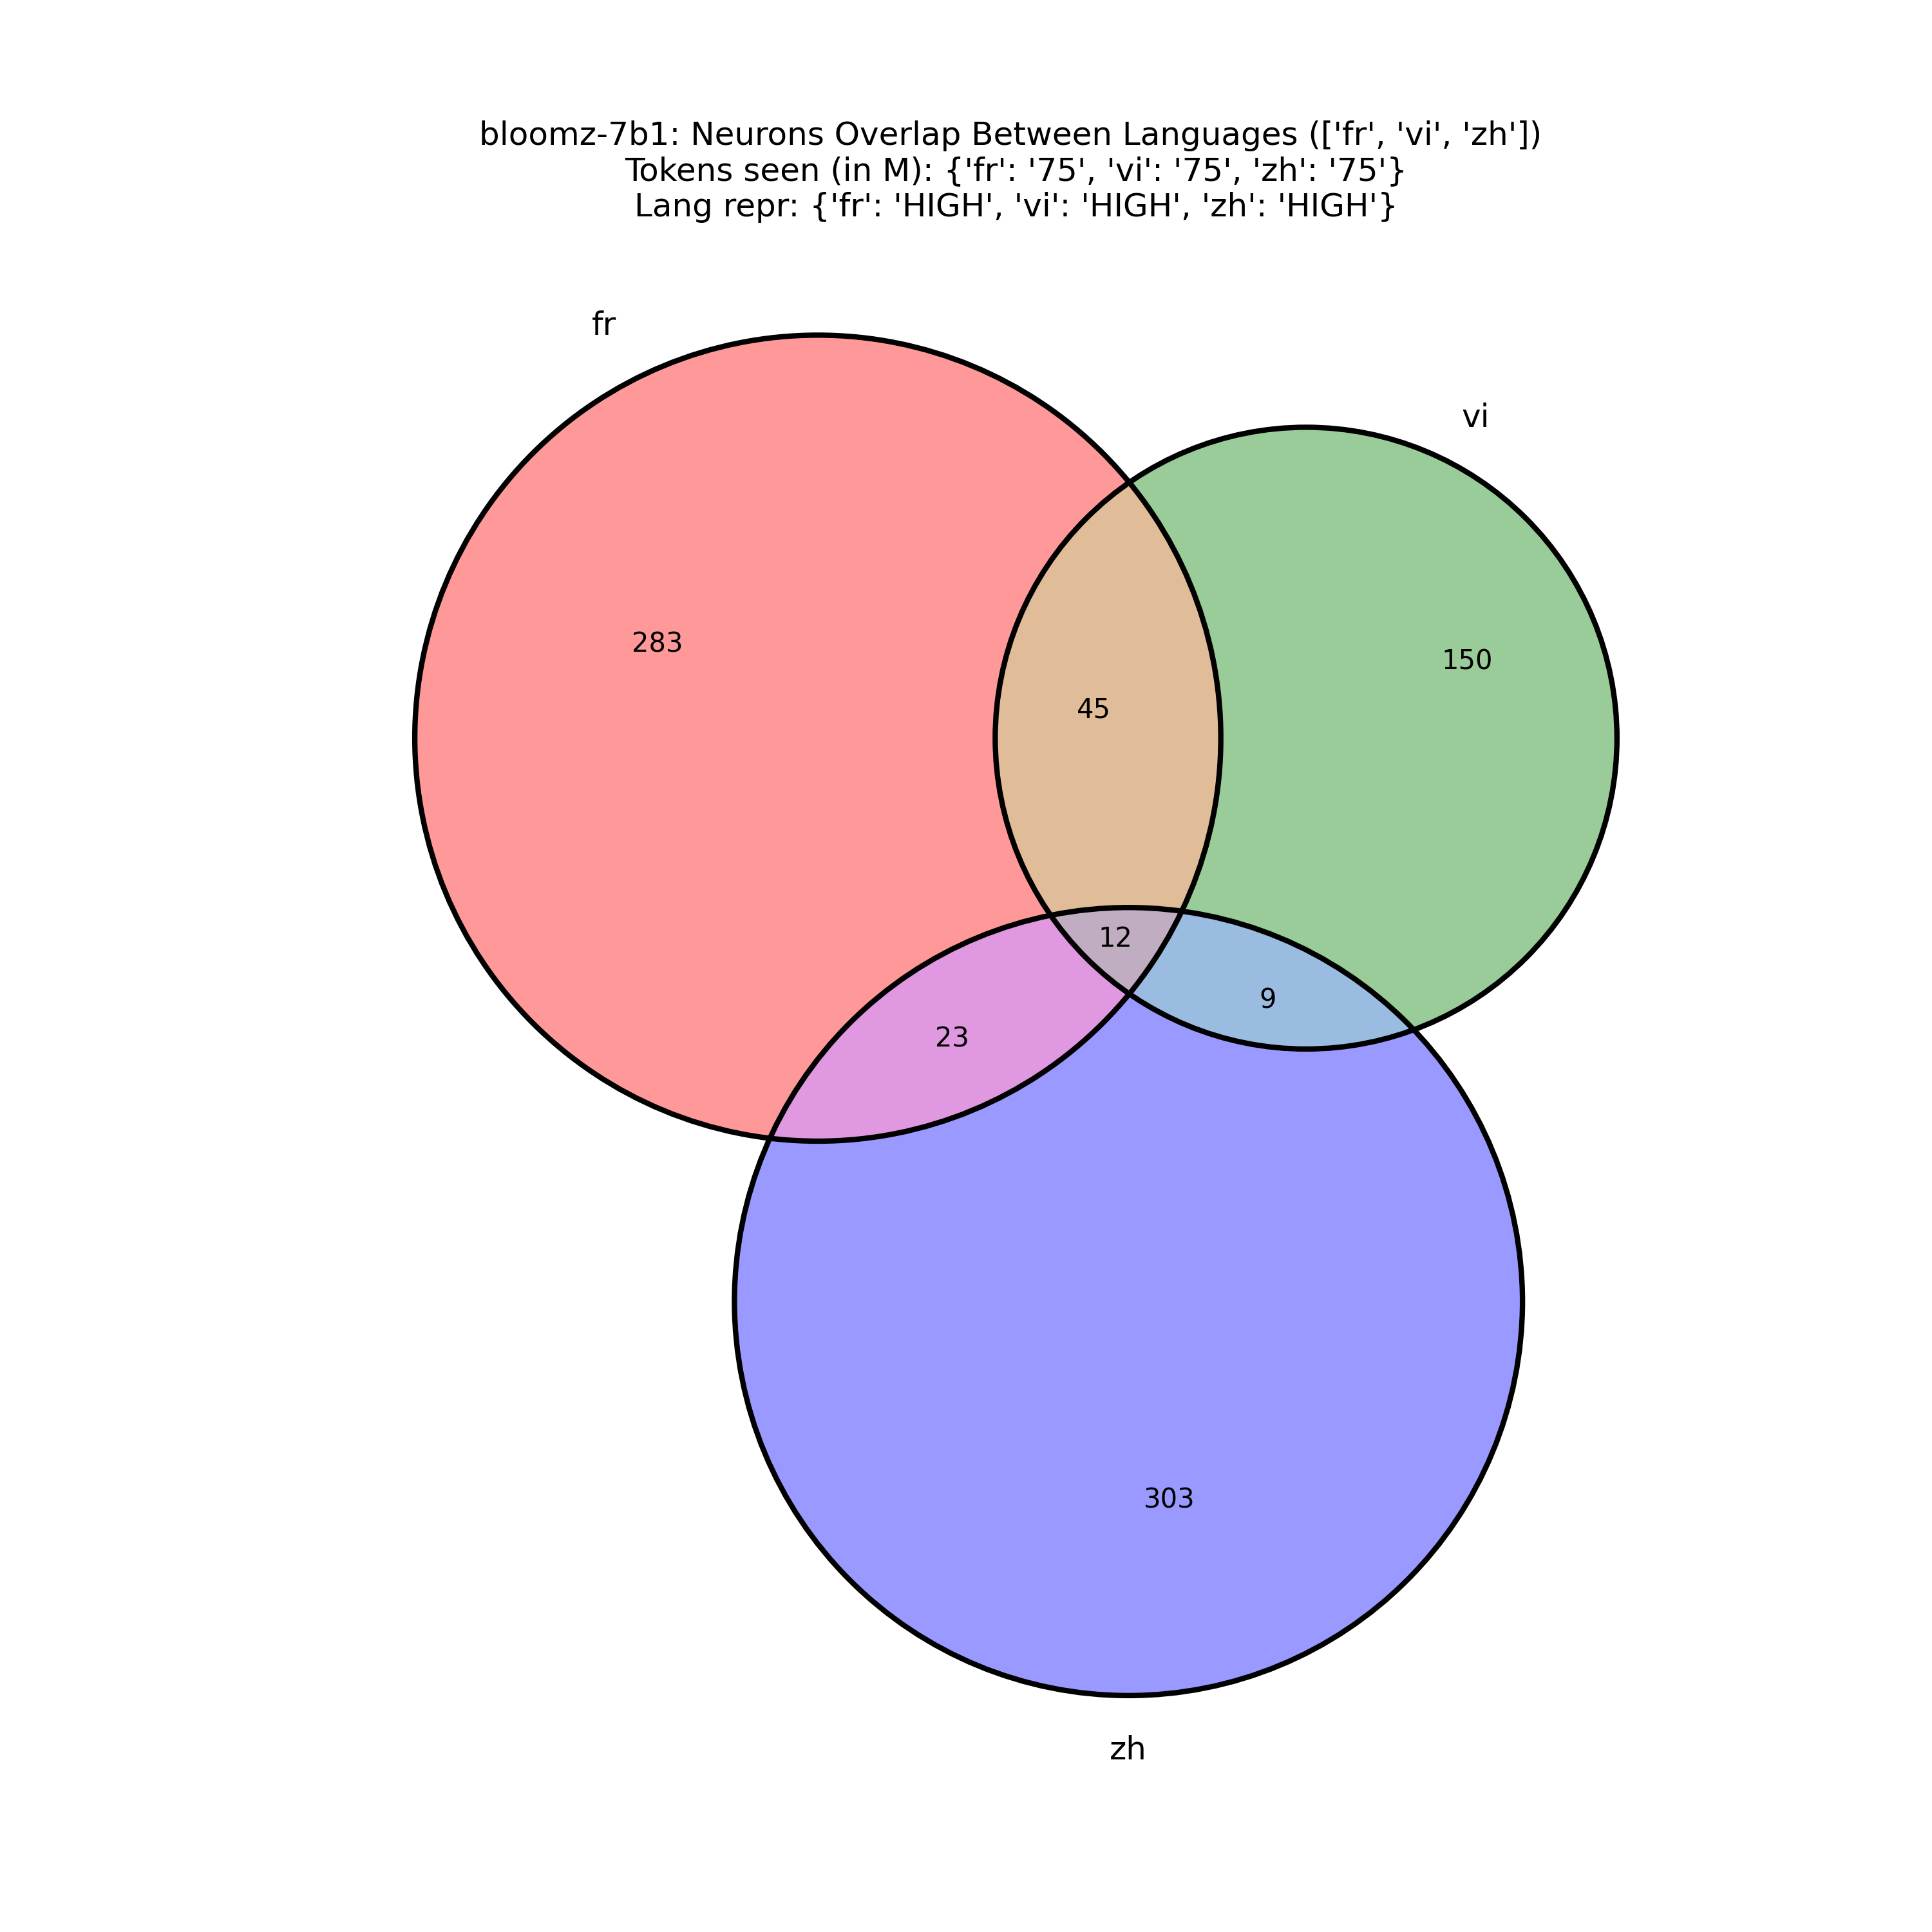 bloomz-7b1: Neurons Overlap Between Languages (['fr', 'vi', 'zh'])
Tokens seen (in M): {'fr': '75', 'vi': '75', 'zh': '75'}
Lang repr: {'fr': 'HIGH', 'vi': 'HIGH', 'zh': 'HIGH'}
fr
vi
283
150
45
12
9
23
303
zh